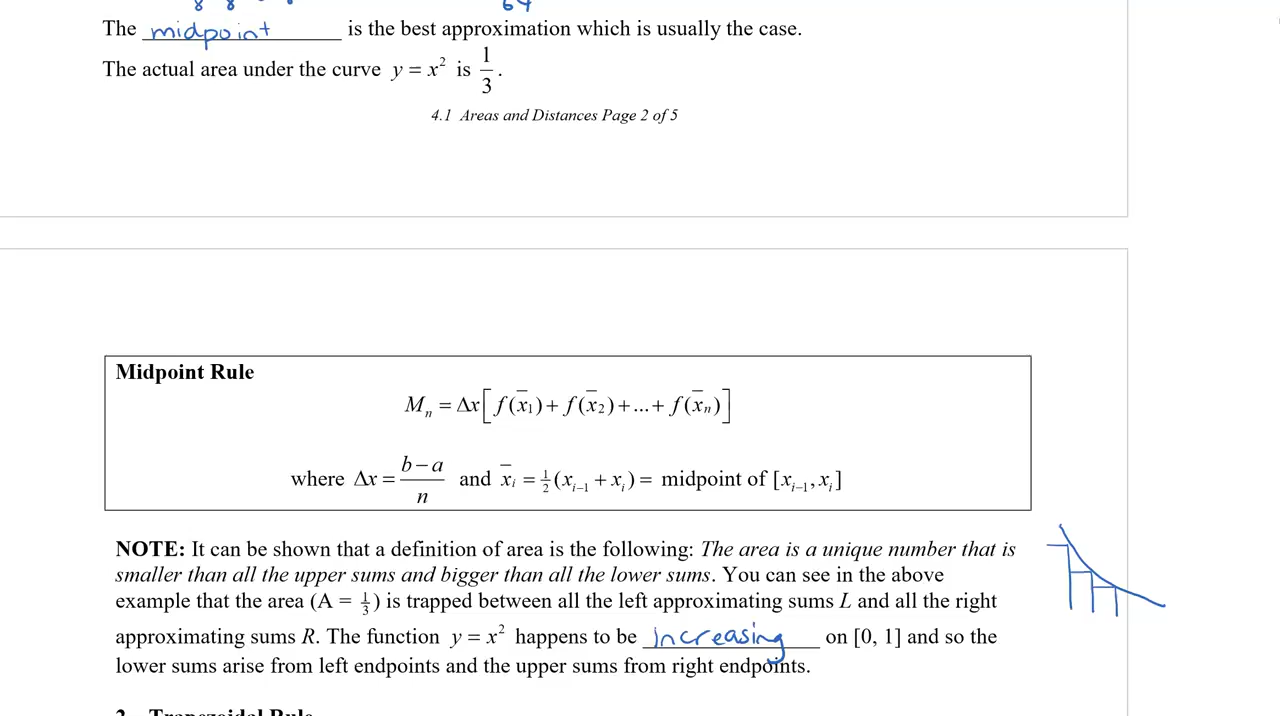 8 8 64
The midpoint is the best approximation which is usually the case.
The actual area under the curve y = x² is 1/3.
4.1 Areas and Distances Page 2 of 5
Midpoint Rule
Mₙ = Δx[f(x̄₁) + f(x̄₂) + ... + f(x̄ₙ)]
where Δx = (b − a)/n and x̄ᵢ = ½(xᵢ₋₁ + xᵢ) = midpoint of [xᵢ₋₁, xᵢ]
NOTE: It can be shown that a definition of area is the following: The area is a unique number that is
smaller than all the upper sums and bigger than all the lower sums. You can see in the above
example that the area (A = ⅓) is trapped between all the left approximating sums L and all the right
approximating sums R. The function y = x² happens to be increasing on [0, 1] and so the
lower sums arise from left endpoints and the upper sums from right endpoints.
2. Trapezoidal Rule